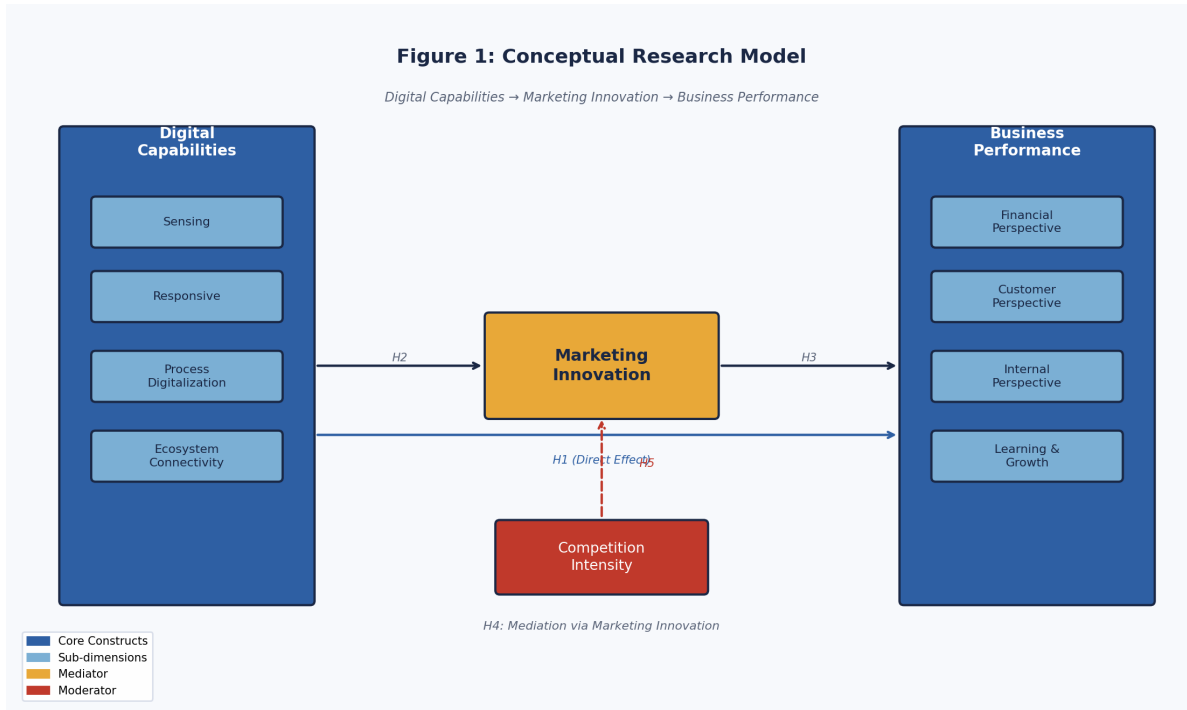 Figure 1: Conceptual Research Model
Digital Capabilities → Marketing Innovation → Business Performance
Digital
Capabilities
Sensing
Responsive
Process
Digitalization
Ecosystem
Connectivity
H2
Marketing
Innovation
H3
H1 (Direct Effect)
H5
Competition
Intensity
H4: Mediation via Marketing Innovation
Business
Performance
Financial
Perspective
Customer
Perspective
Internal
Perspective
Learning &
Growth
Core Constructs
Sub-dimensions
Mediator
Moderator